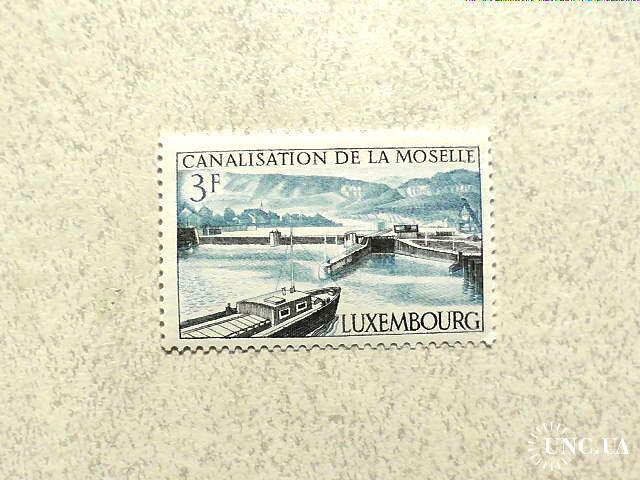 CANALISATION DE LA MOSELLE
3F
LUXEMBOURG
UNC.UA